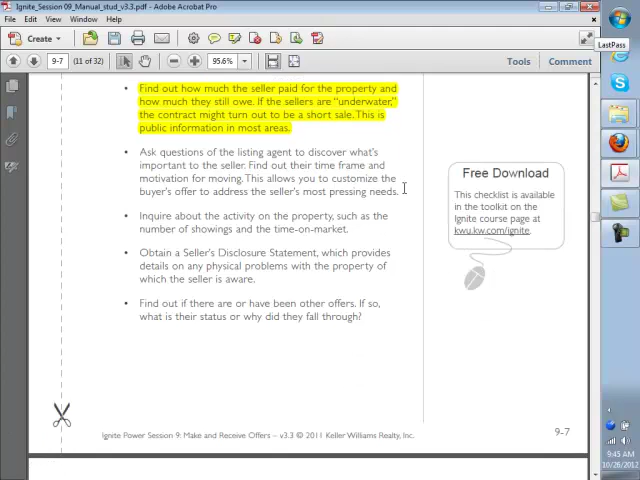 Ignite_Session 09_Manual_stud_v3.3.pdf - Adobe Acrobat Pro
File Edit View Window Help
Create
LastPass
9-7 (11 of 32) 95.6% Tools Comment
• Find out how much the seller paid for the property and
how much they still owe. If the sellers are “underwater,”
the contract might turn out to be a short sale. This is
public information in most areas.
• Ask questions of the listing agent to discover what's
important to the seller. Find out their time frame and
motivation for moving. This allows you to customize the
buyer's offer to address the seller's most pressing needs.
• Inquire about the activity on the property, such as the
number of showings and the time-on-market.
• Obtain a Seller's Disclosure Statement, which provides
details on any physical problems with the property of
which the seller is aware.
• Find out if there are or have been other offers. If so,
what is their status or why did they fall through?
Free Download
This checklist is available
in the toolkit on the
Ignite course page at
kwu.kw.com/ignite.
Ignite Power Session 9: Make and Receive Offers – v3.3 © 2011 Keller Williams Realty, Inc.
9-7
9:45 AM
10/26/2012